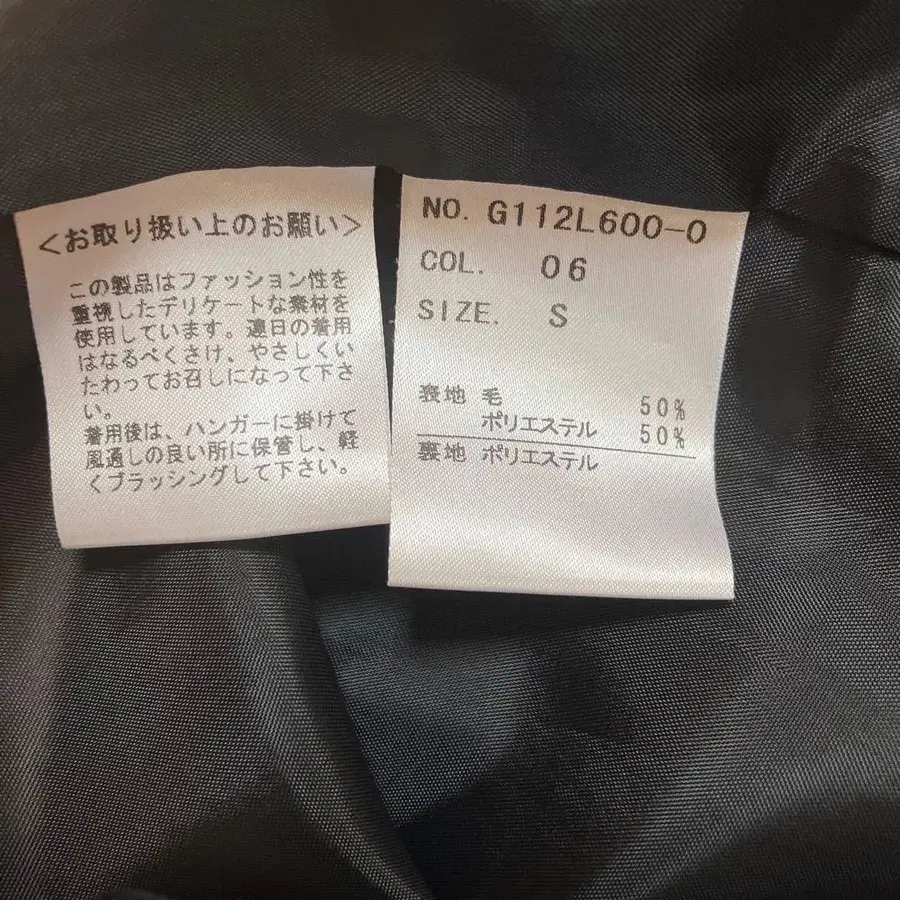 ＜お取り扱い上のお願い＞
この製品はファッション性を
重視したデリケートな素材を
使用しています。連日の着用
はなるべくさけ、やさしくい
たわってお召しになって下さ
い。
着用後は、ハンガーに掛けて
風通しの良い所に保管し、軽
くブラッシングして下さい。
NO. G112L600-0
COL. 06
SIZE. S
表地 毛 50%
ポリエステル 50%
裏地 ポリエステル